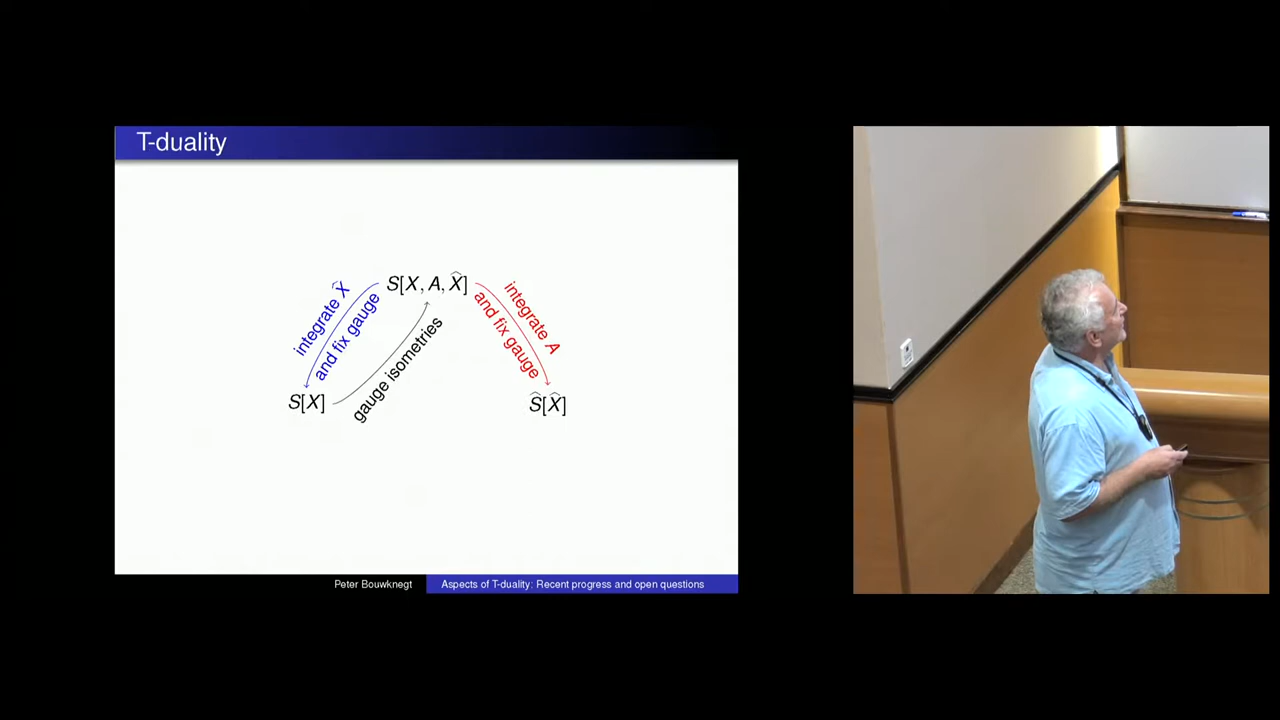 T-duality
S[X, A, X̂]
integrate X̂
and fix gauge
gauge isometries
integrate A
and fix gauge
S[X]
Ŝ[X̂]
Peter Bouwknegt
Aspects of T-duality: Recent progress and open questions